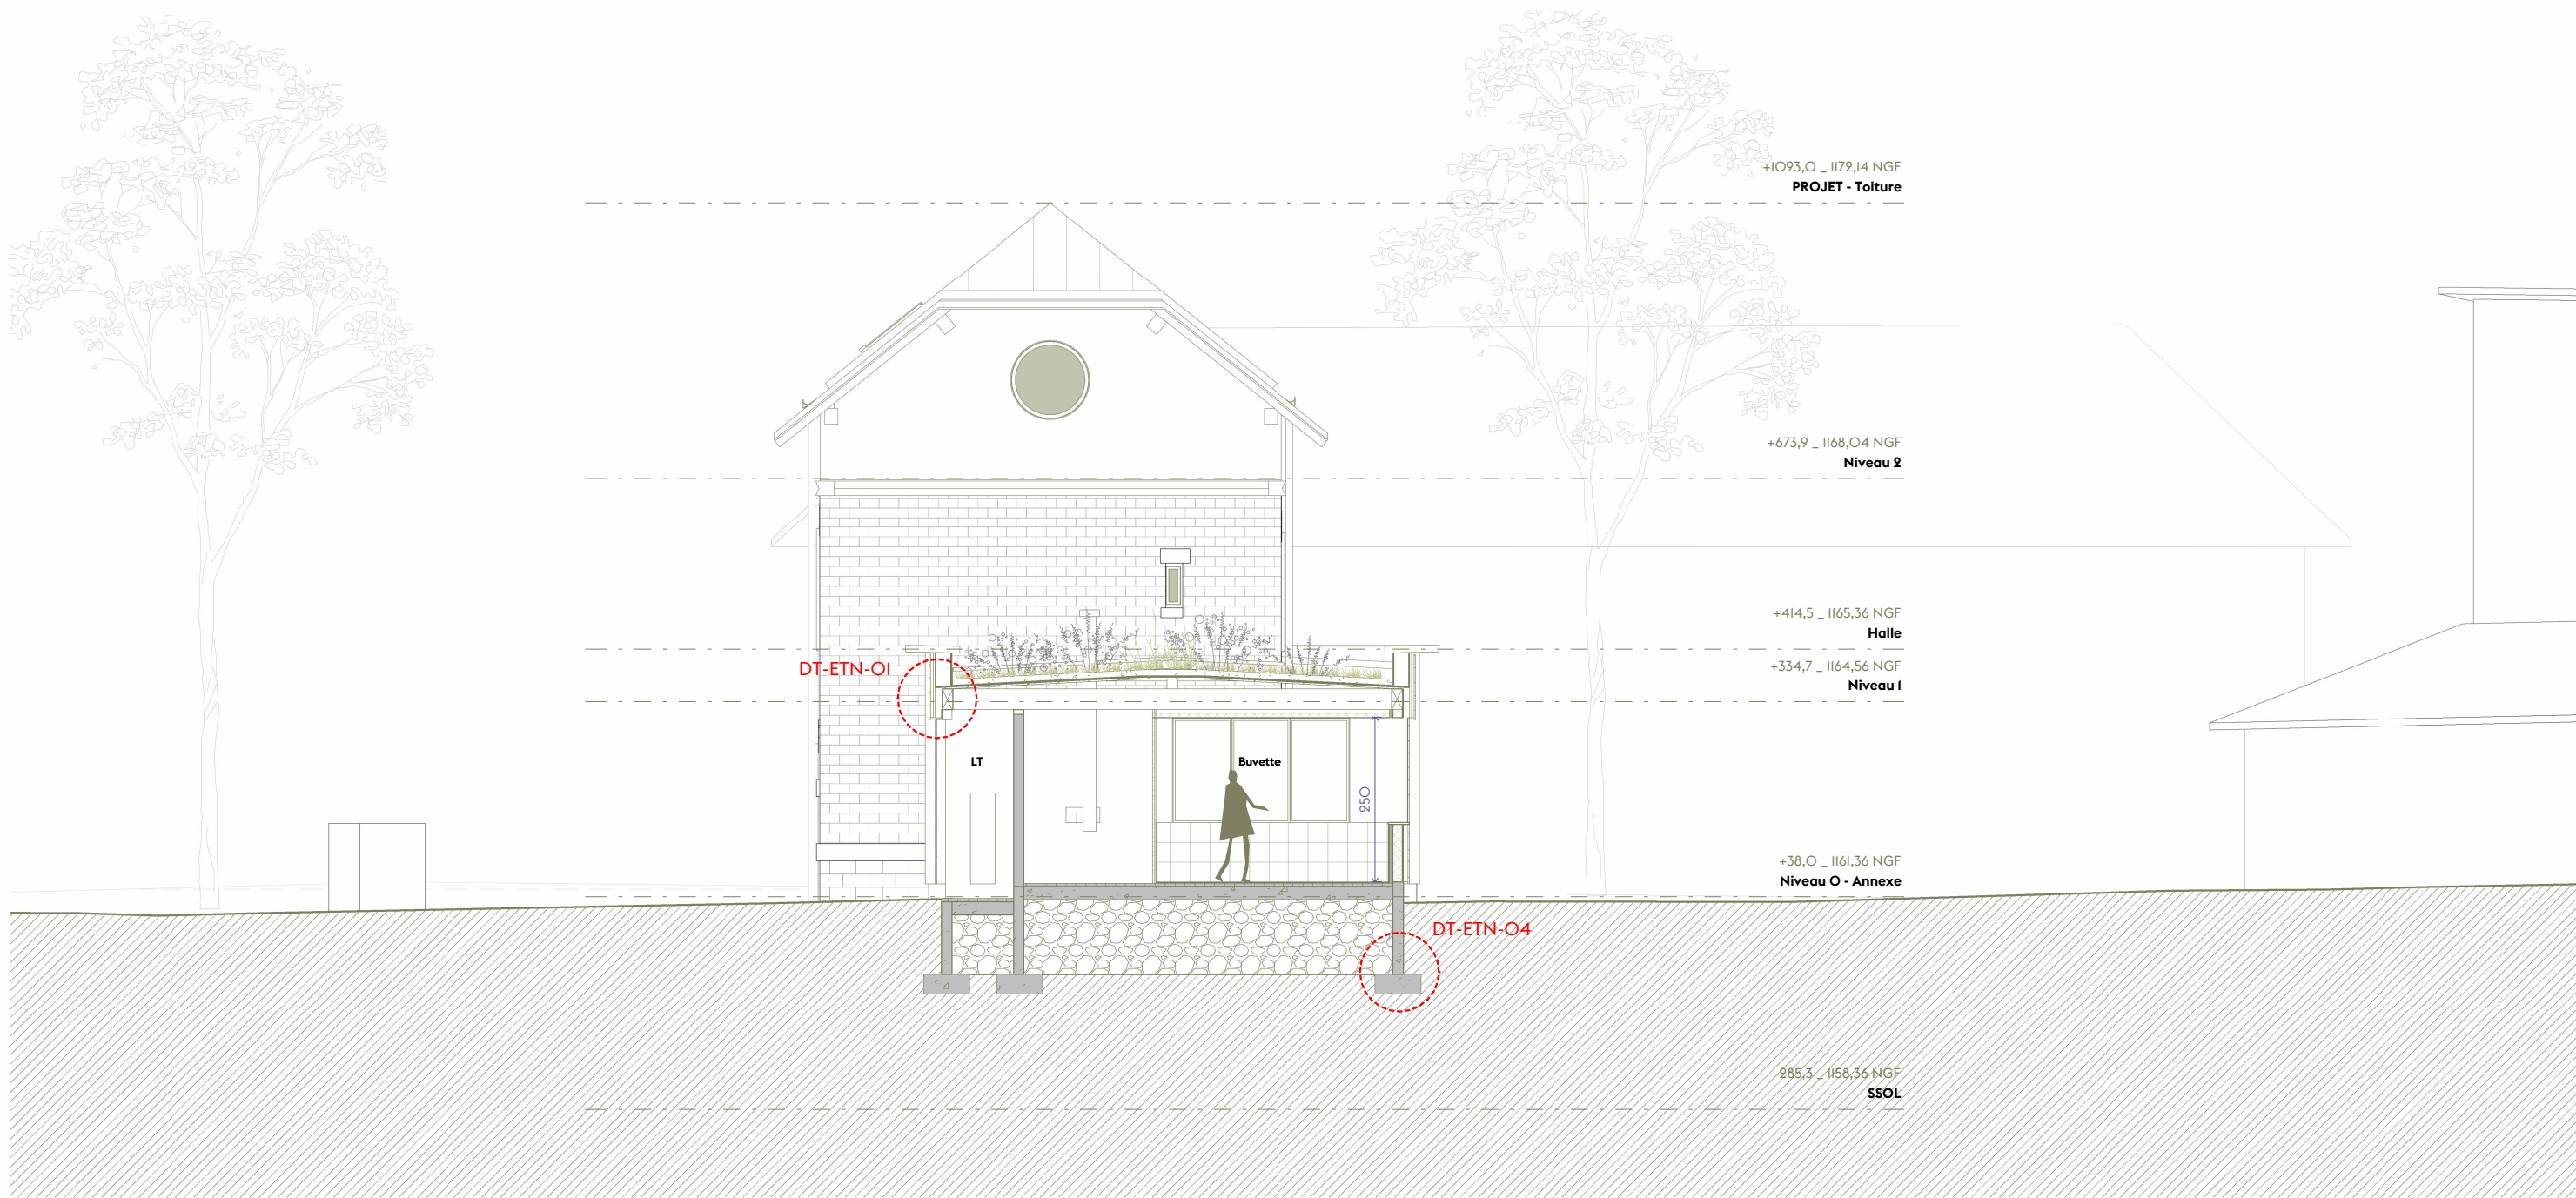 +1093,0 _ 1172,14 NGF
PROJET - Toiture
+673,9 _ 1168,04 NGF
Niveau 2
+414,5 _ 1165,36 NGF
Halle
DT-ETN-01
+334,7 _ 1164,56 NGF
Niveau 1
LT
Buvette
250
+38,0 _ 1161,36 NGF
Niveau 0 - Annexe
DT-ETN-04
-285,3 _ 1158,36 NGF
SSOL